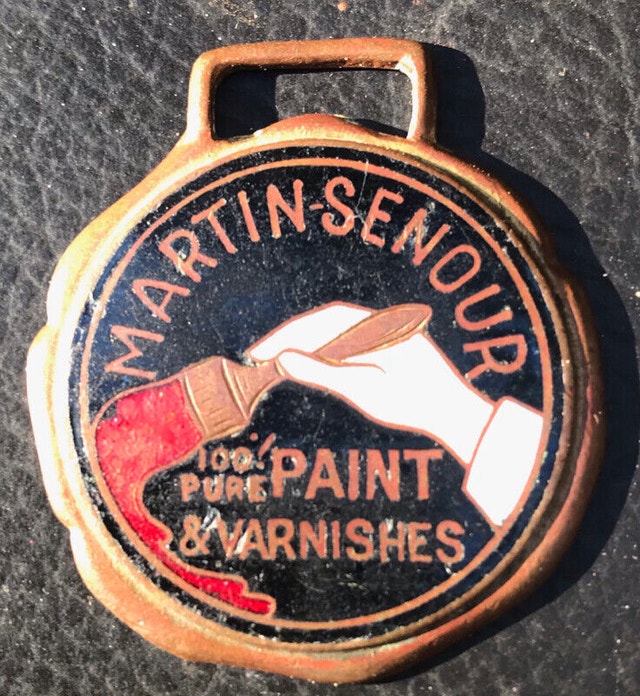 MARTIN-SENOUR
100% PURE PAINT
& VARNISHES